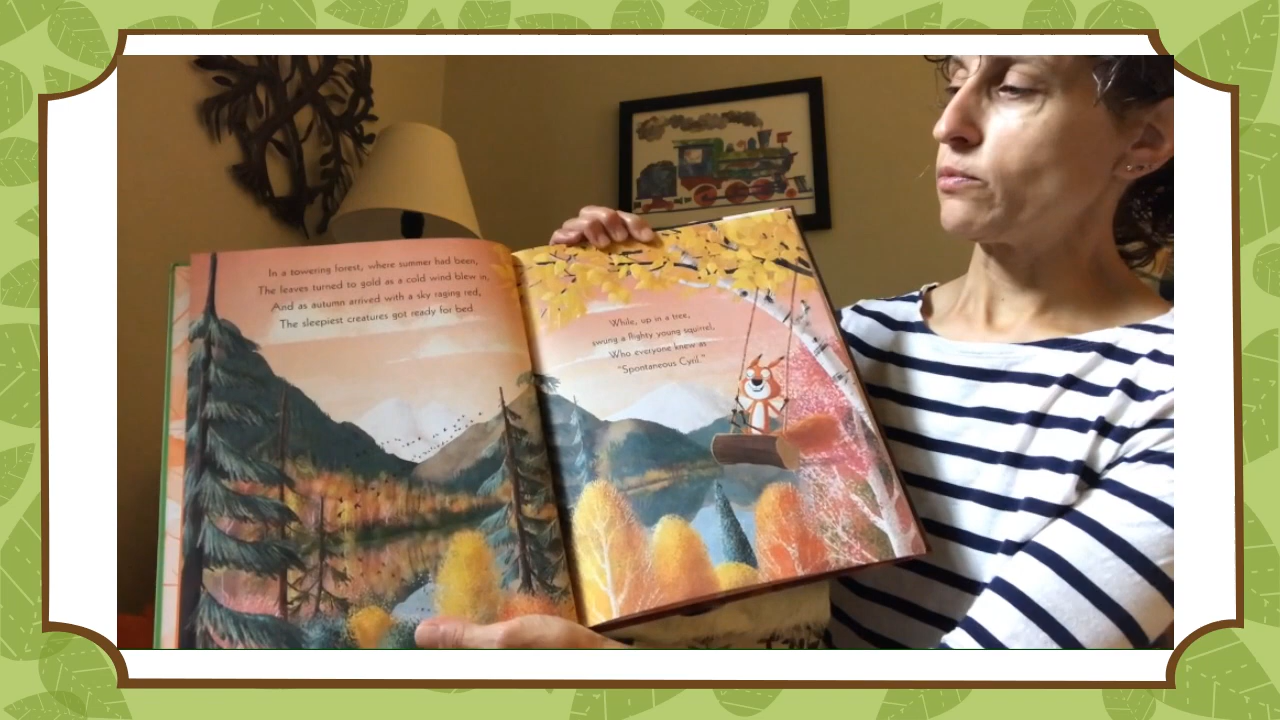 In a towering forest, where summer had been,
The leaves turned to gold as a cold wind blew in,
And as autumn arrived with a sky raging red,
The sleepiest creatures got ready for bed
While, up in a tree,
swung a flighty young squirrel,
Who everyone knew as
"Spontaneous Cyril."